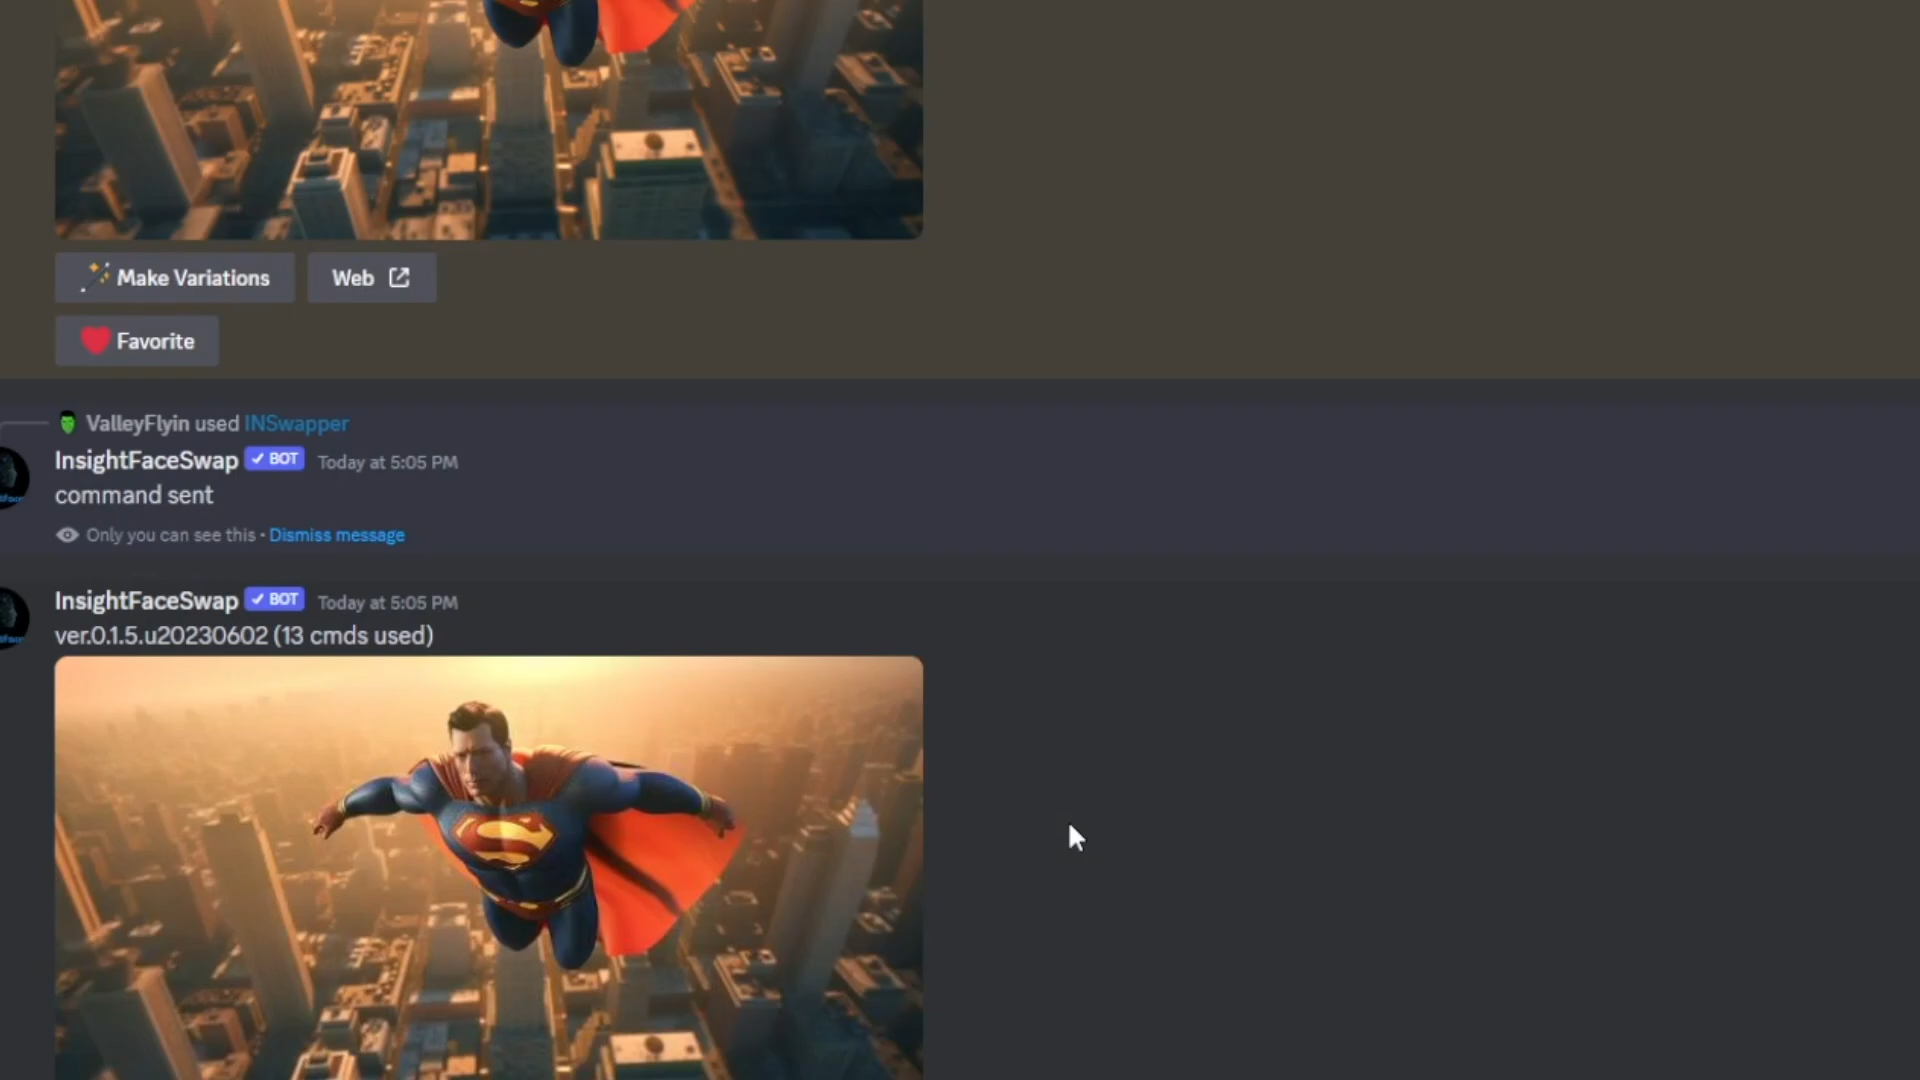 Make Variations
Web
Favorite
ValleyFlyin used INSwapper
InsightFaceSwap BOT Today at 5:05 PM
command sent
Only you can see this • Dismiss message
InsightFaceSwap BOT Today at 5:05 PM
ver.0.1.5.u20230602 (13 cmds used)
S